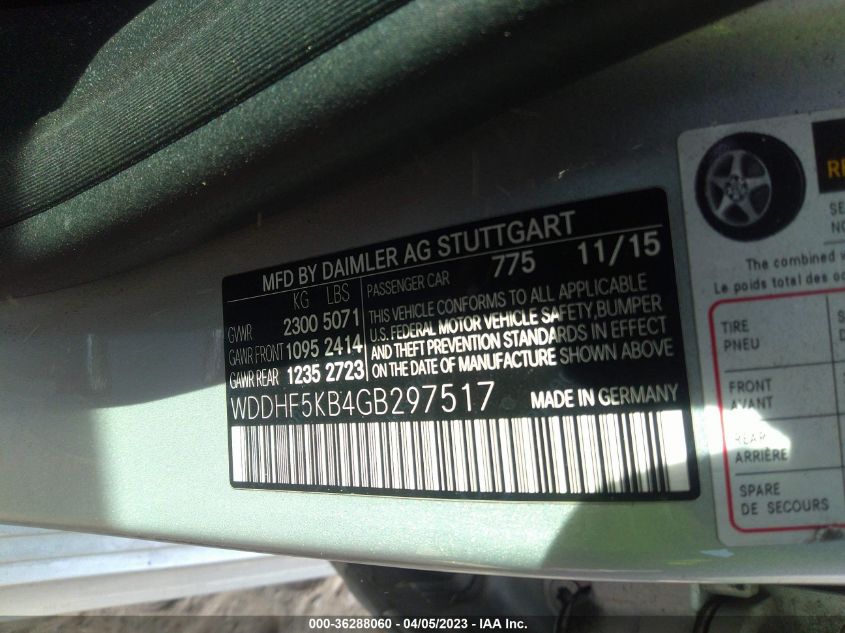 MFD BY DAIMLER AG STUTTGART
KG LBS
PASSENGER CAR 775 11/15
GVWR 2300 5071
GAWR FRONT 1095 2414
GAWR REAR 1235 2723
THIS VEHICLE CONFORMS TO ALL APPLICABLE
U.S. FEDERAL MOTOR VEHICLE SAFETY, BUMPER
AND THEFT PREVENTION STANDARDS IN EFFECT
ON THE DATE OF MANUFACTURE SHOWN ABOVE
WDDHF5KB4GB297517
MADE IN GERMANY
The combined
Le poids total des
TIRE
PNEU
FRONT
AVANT
REAR
ARRIÈRE
SPARE
DE SECOURS
000-36288060 - 04/05/2023 - IAA Inc.